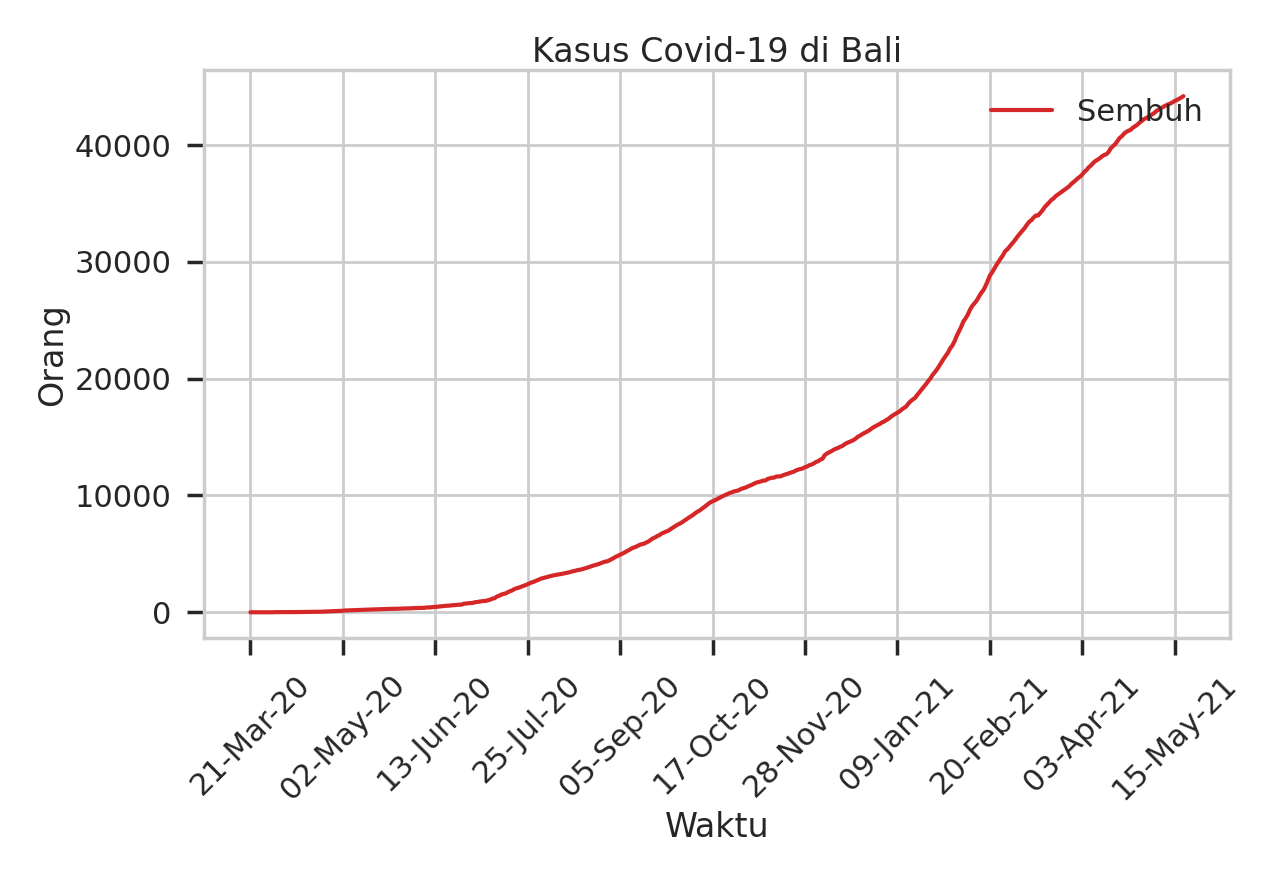 Kasus Covid-19 di Bali
Sembuh
40000
30000
20000
10000
0
Orang
21-Mar-20
02-May-20
13-Jun-20
25-Jul-20
05-Sep-20
17-Oct-20
28-Nov-20
09-Jan-21
20-Feb-21
03-Apr-21
15-May-21
Waktu